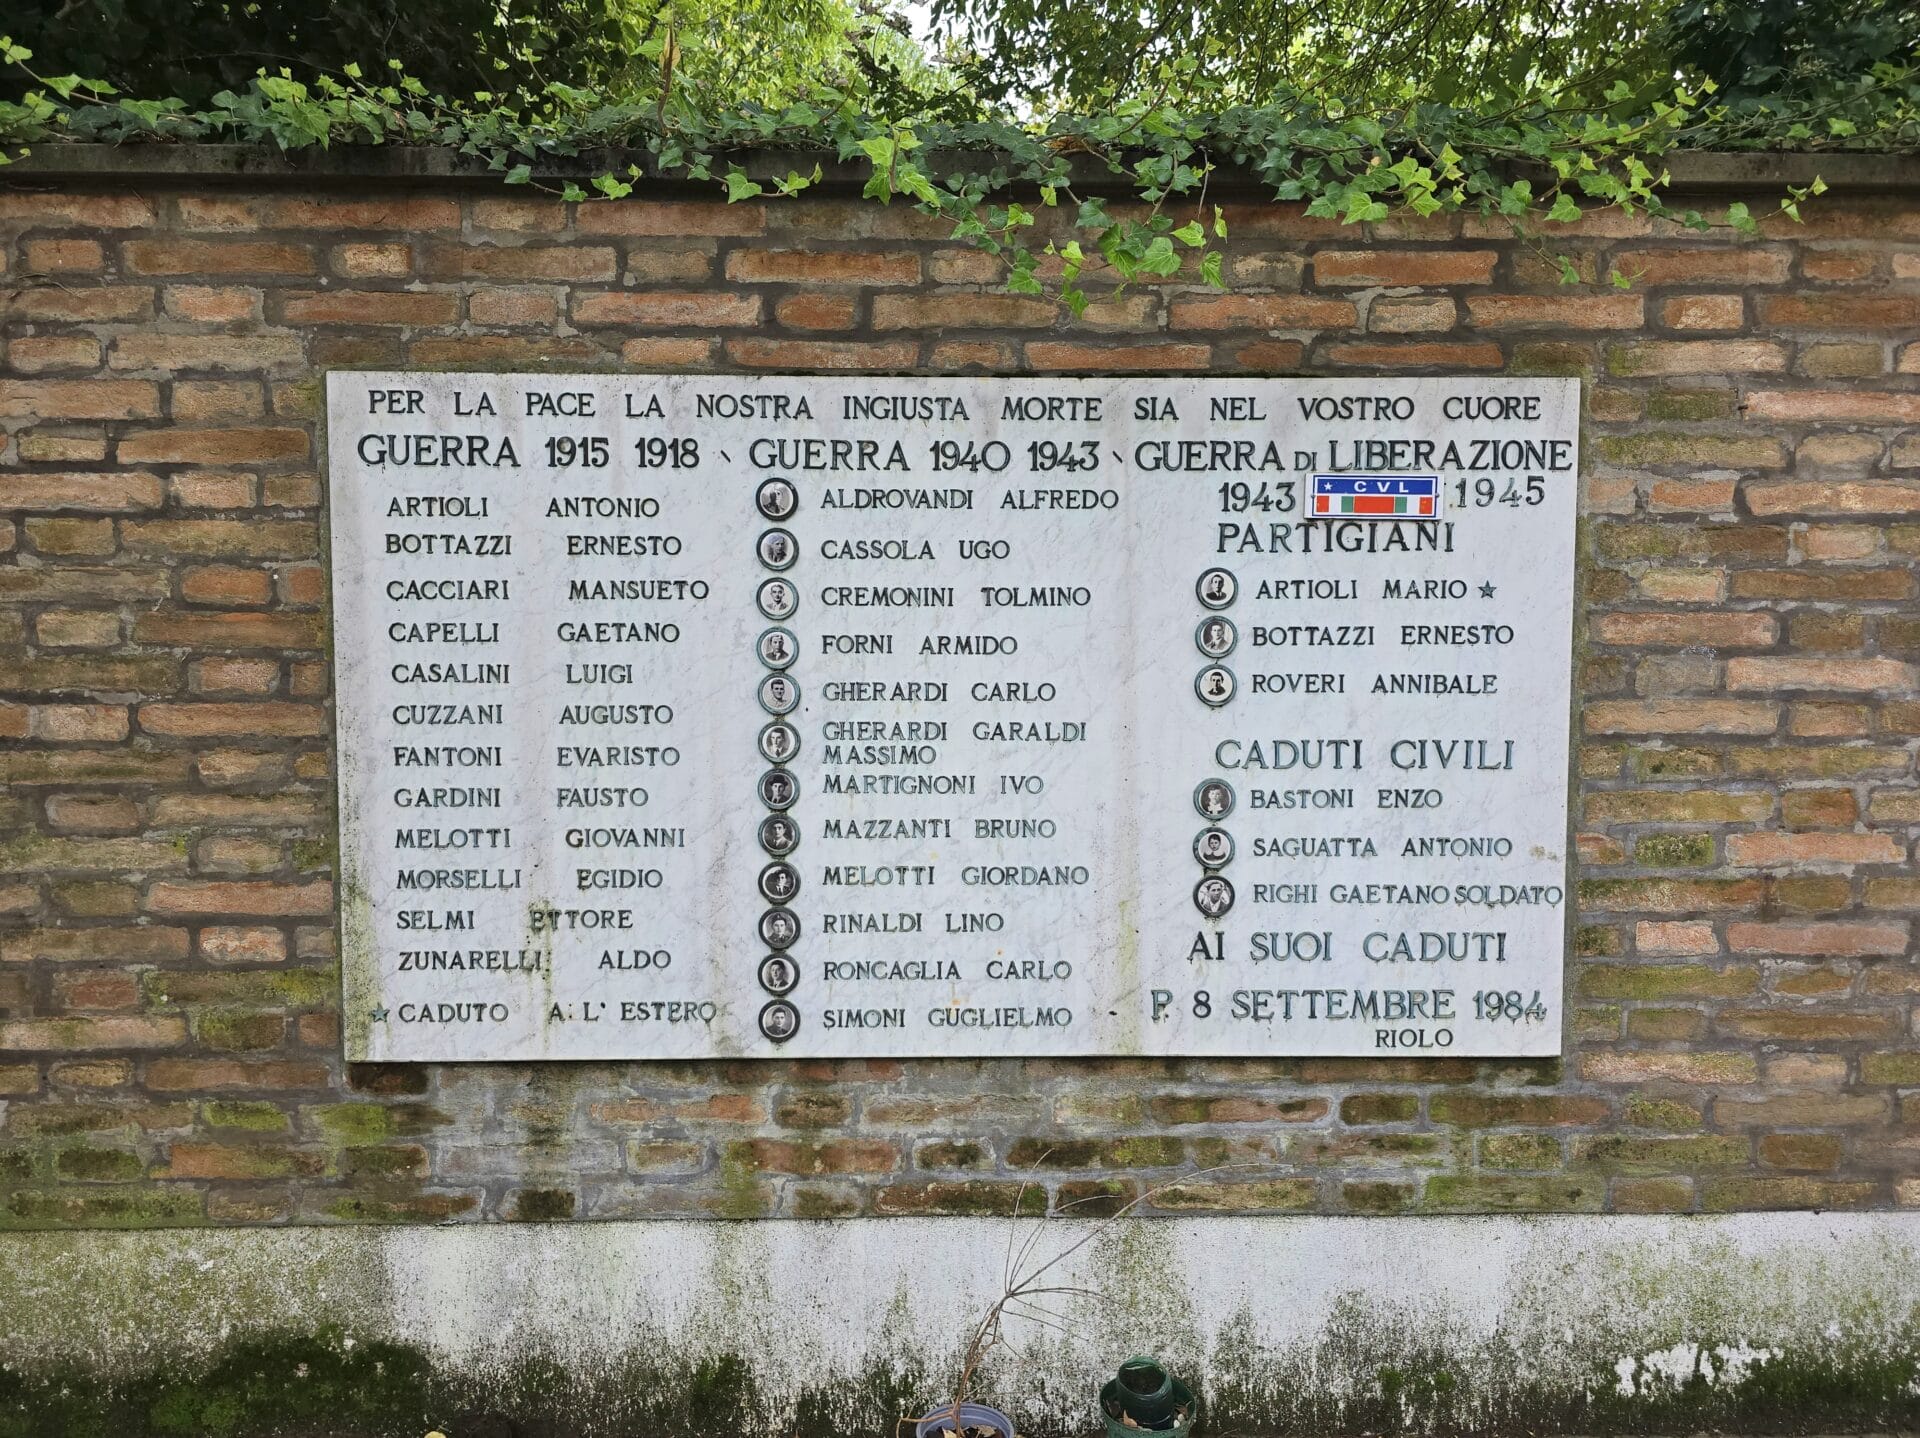 PER LA PACE LA NOSTRA INGIUSTA MORTE SIA NEL VOSTRO CUORE
GUERRA 1915 1918
ARTIOLI ANTONIO
BOTTAZZI ERNESTO
CACCIARI MANSUETO
CAPELLI GAETANO
CASALINI LUIGI
CUZZANI AUGUSTO
FANTONI EVARISTO
GARDINI FAUSTO
MELOTTI GIOVANNI
MORSELLI EGIDIO
SELMI ETTORE
ZUNARELLI ALDO
★ CADUTO A: L' ESTERO
GUERRA 1940 1943
ALDROVANDI ALFREDO
CASSOLA UGO
CREMONINI TOLMINO
FORNI ARMIDO
GHERARDI CARLO
GHERARDI GARALDI
MASSIMO
MARTIGNONI IVO
MAZZANTI BRUNO
MELOTTI GIORDANO
RINALDI LINO
RONCAGLIA CARLO
SIMONI GUGLIELMO
GUERRA DI LIBERAZIONE
1943 ★ CVL 1945
PARTIGIANI
ARTIOLI MARIO ★
BOTTAZZI ERNESTO
ROVERI ANNIBALE
CADUTI CIVILI
BASTONI ENZO
SAGUATTA ANTONIO
RIGHI GAETANO SOLDATO
AI SUOI CADUTI
P. 8 SETTEMBRE 1984
RIOLO